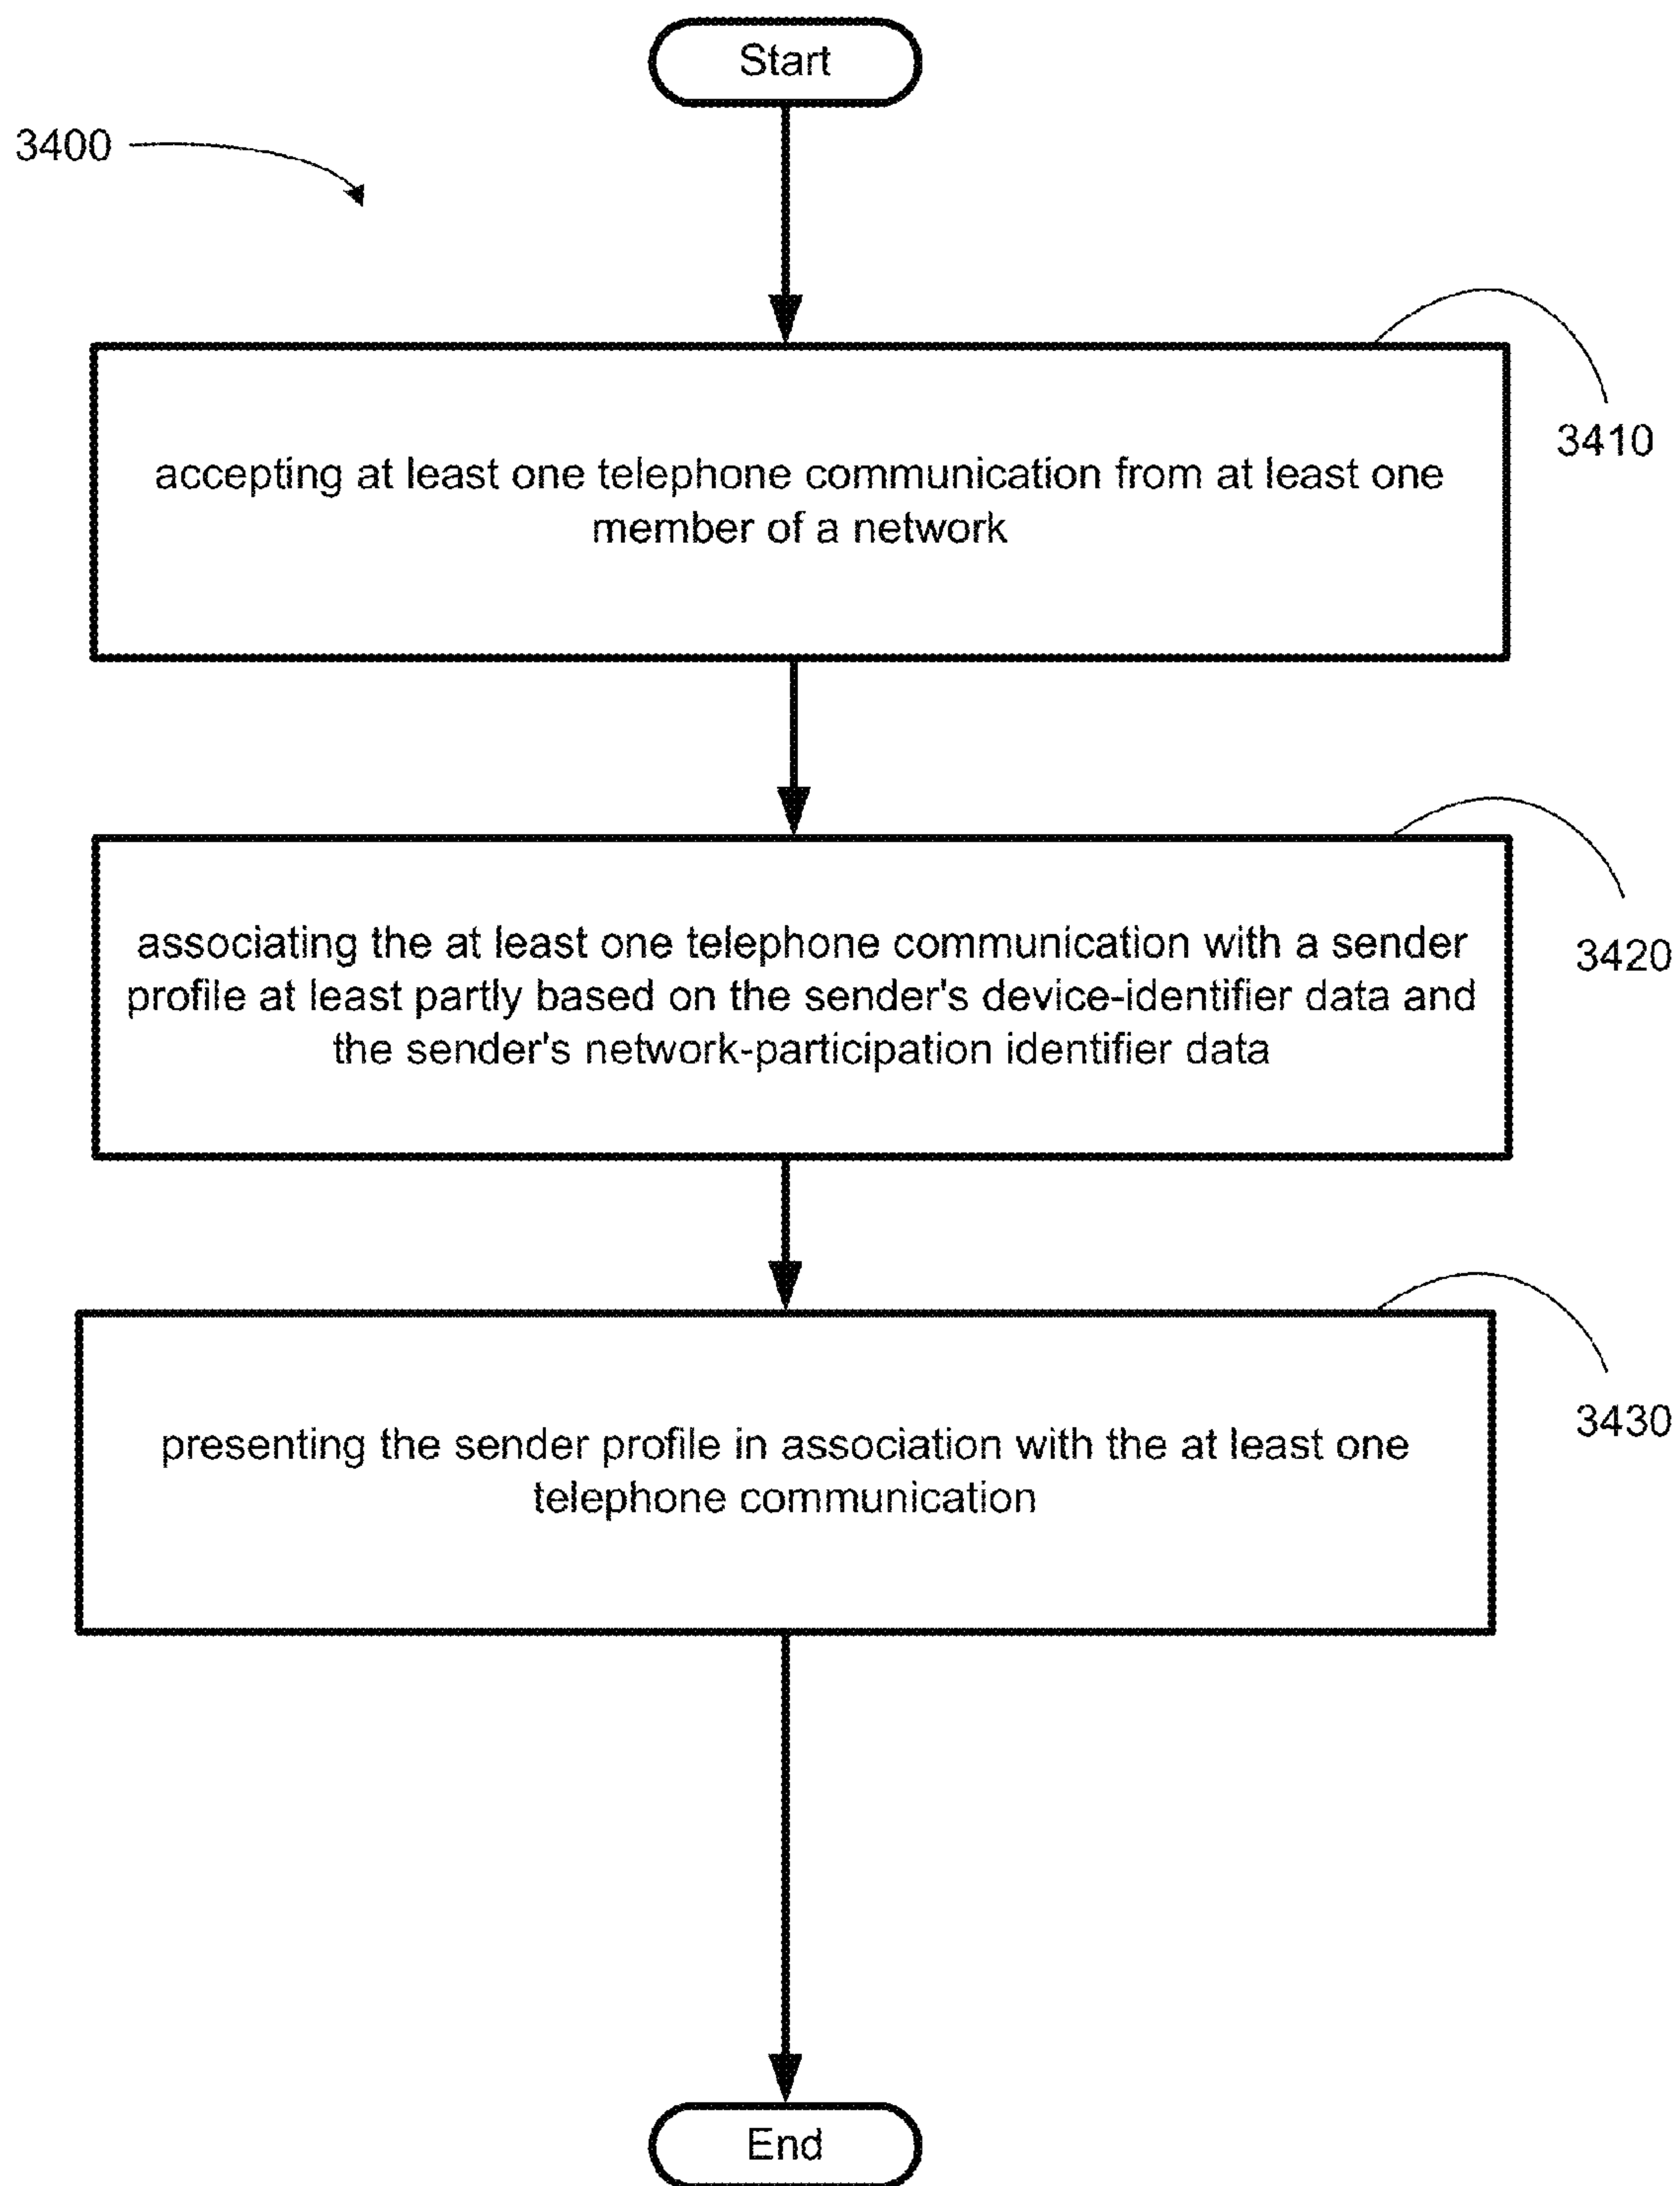 Start
3400
accepting at least one telephone communication from at least one
member of a network
3410
associating the at least one telephone communication with a sender
profile at least partly based on the sender's device-identifier data and
the sender's network-participation identifier data
3420
presenting the sender profile in association with the at least one
telephone communication
3430
End